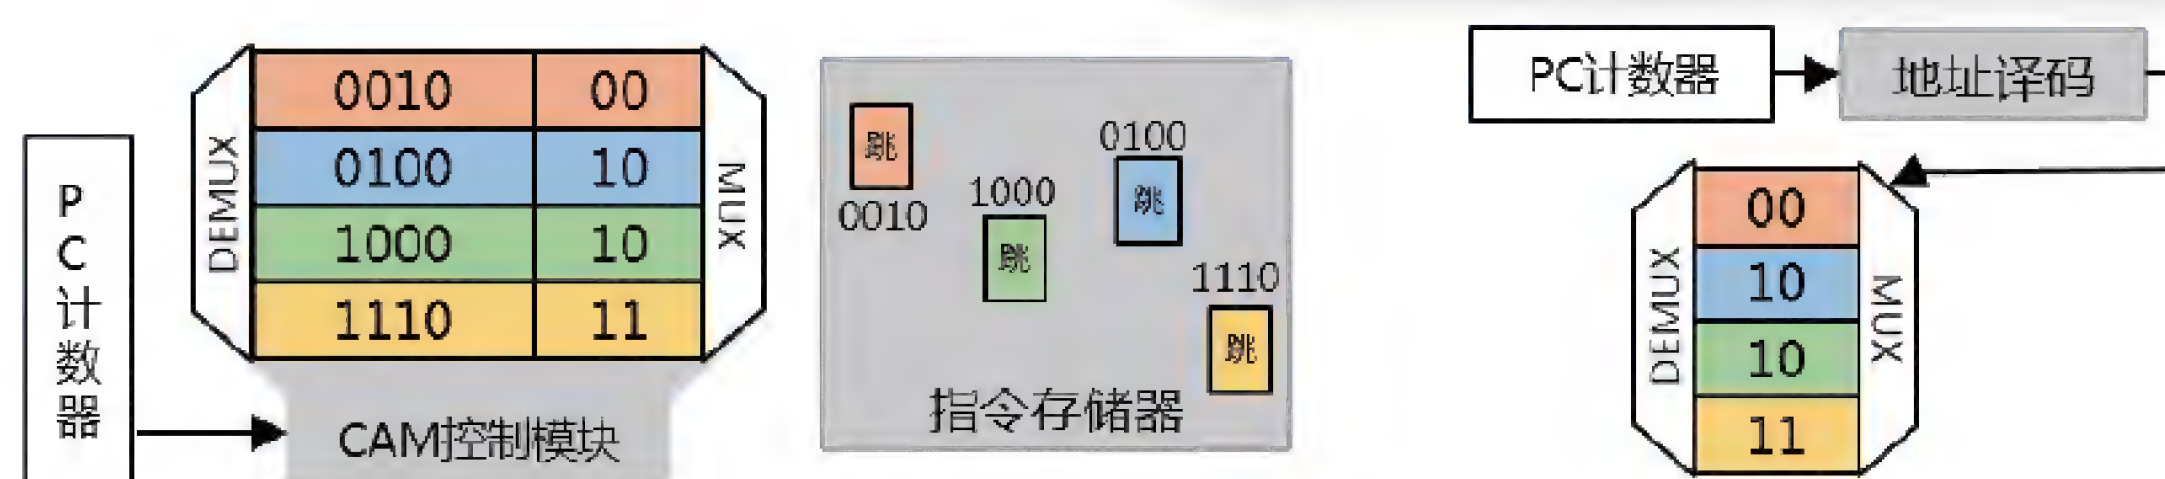 PC计数器
DEMUX
0010 00
0100 10
1000 10
1110 11
MUX
CAM控制模块
跳
0010
1000
跳
0100
跳
1110
跳
指令存储器
PC计数器
地址译码
DEMUX
00
10
10
11
MUX